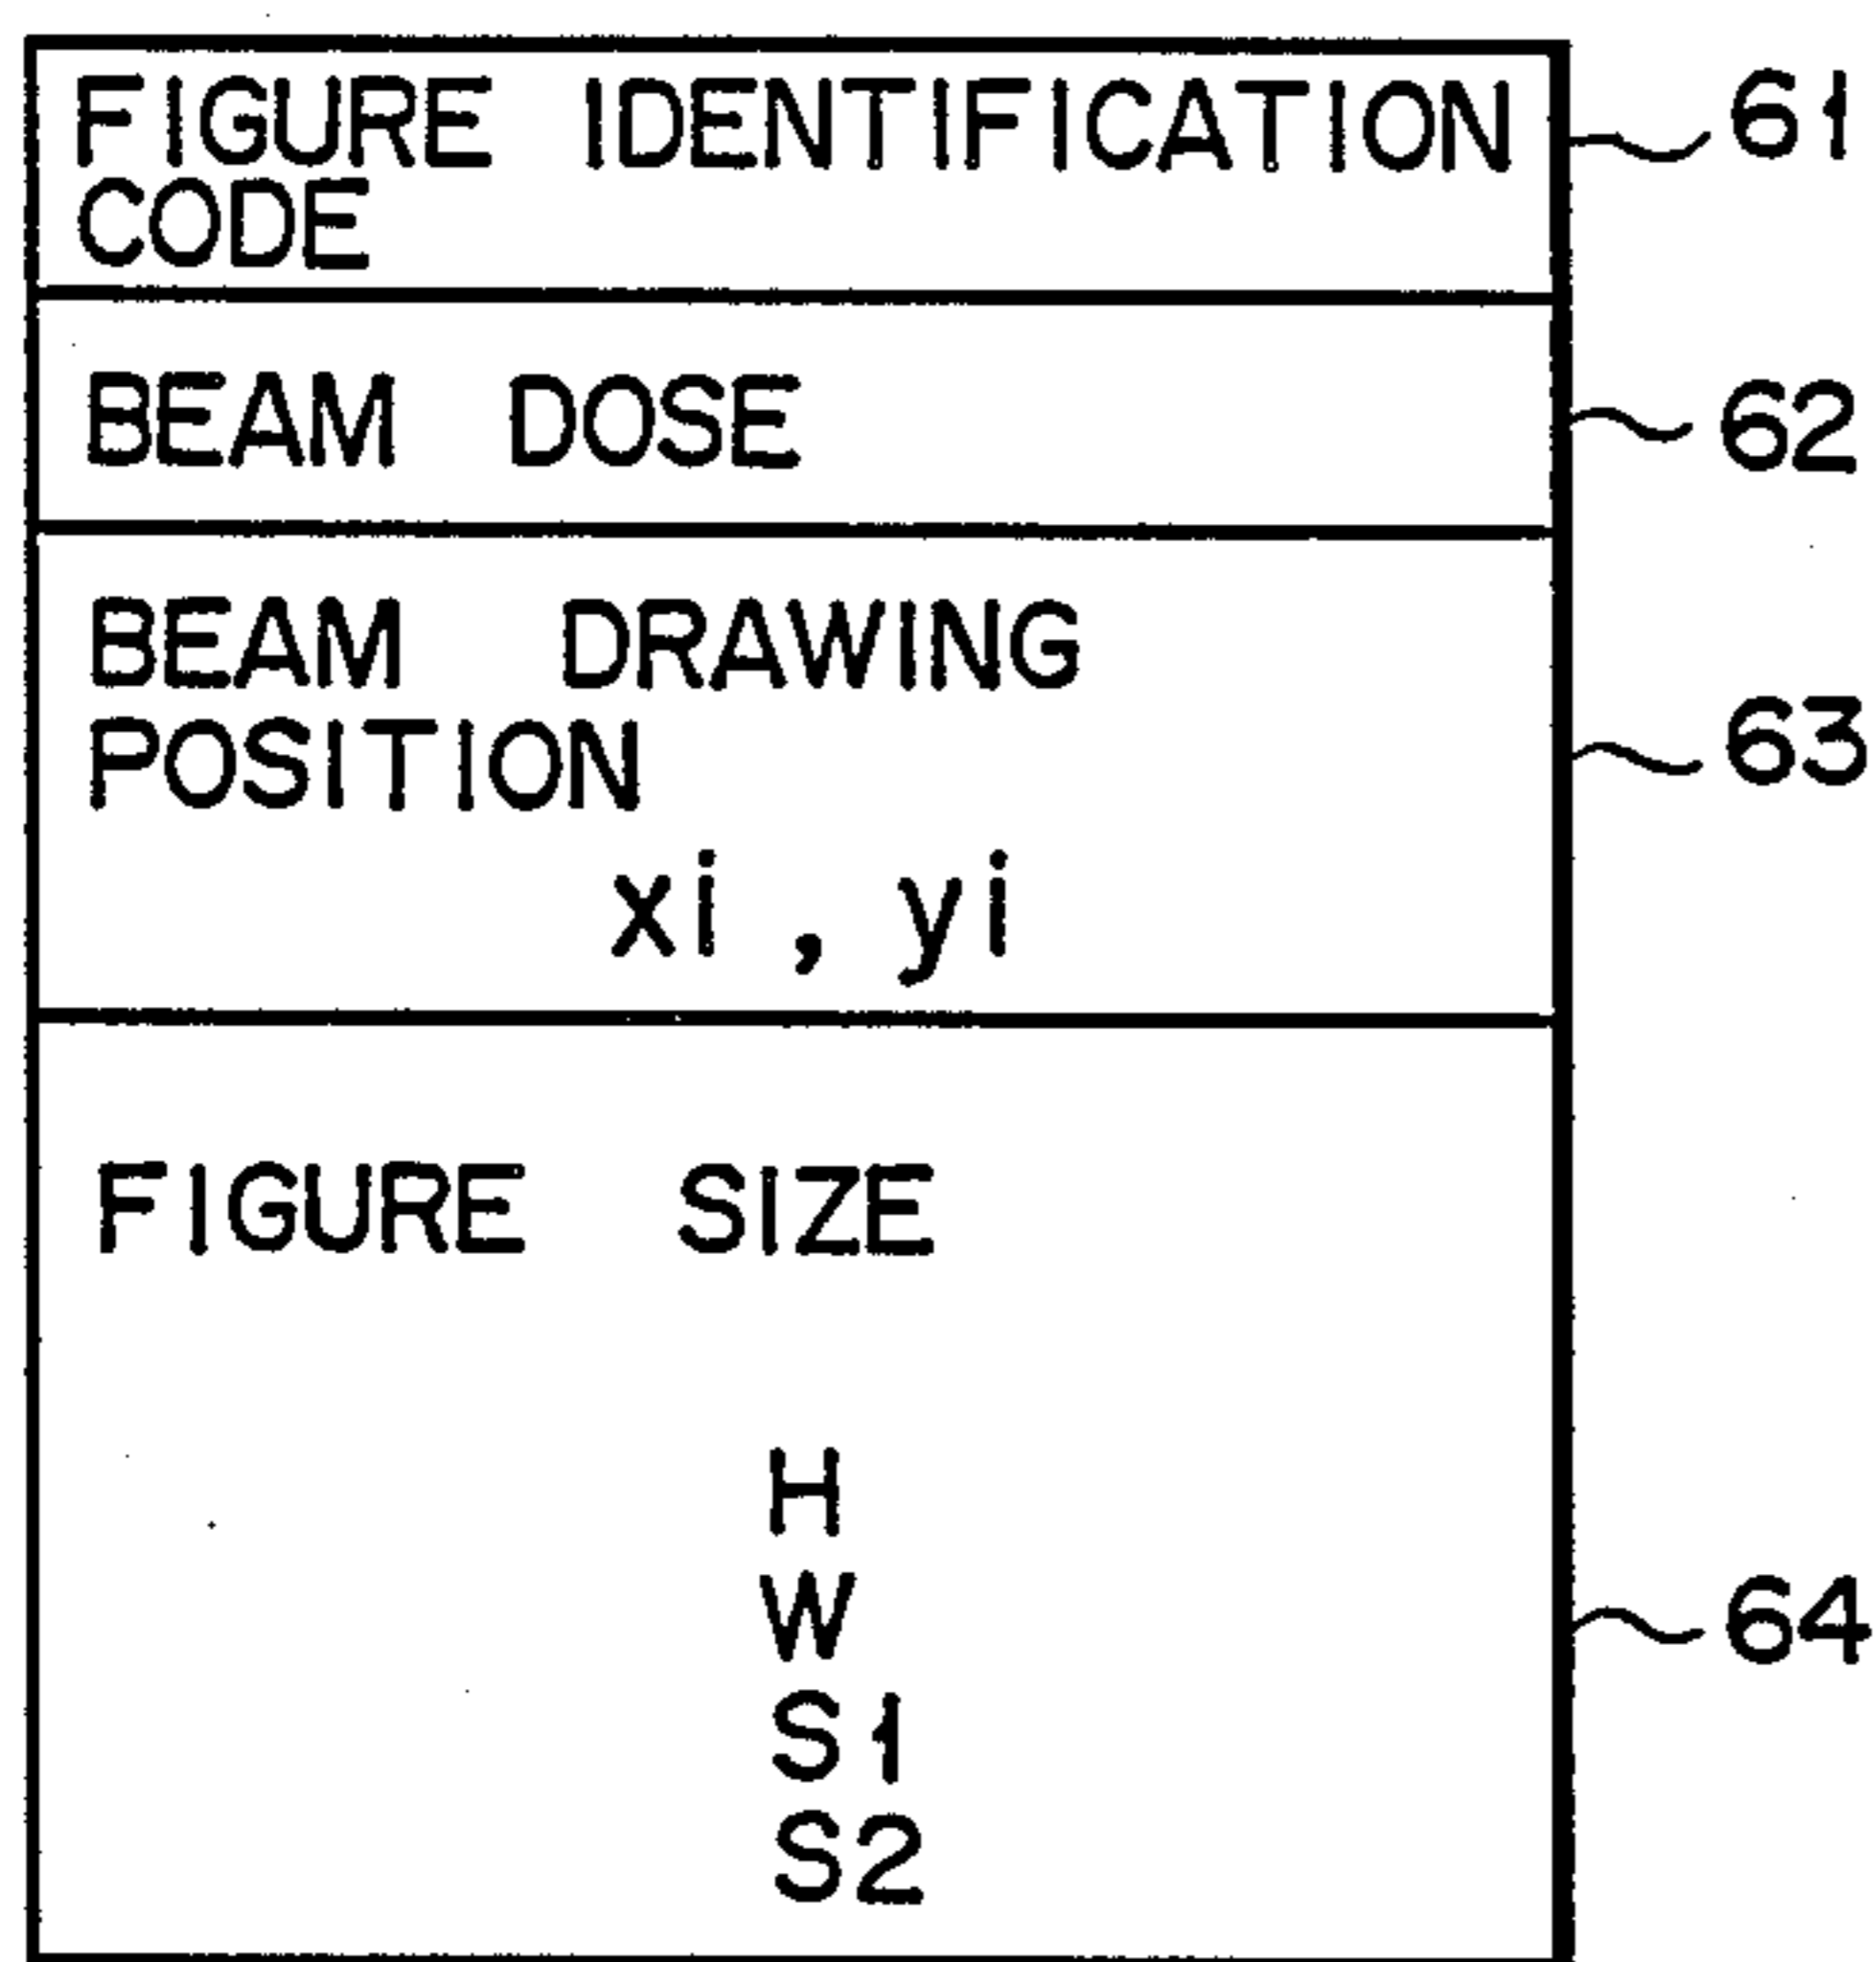 FIGURE IDENTIFICATION 61
CODE
BEAM DOSE 62
BEAM DRAWING
POSITION 63
xi , yi
FIGURE SIZE
H
W 64
S1
S2